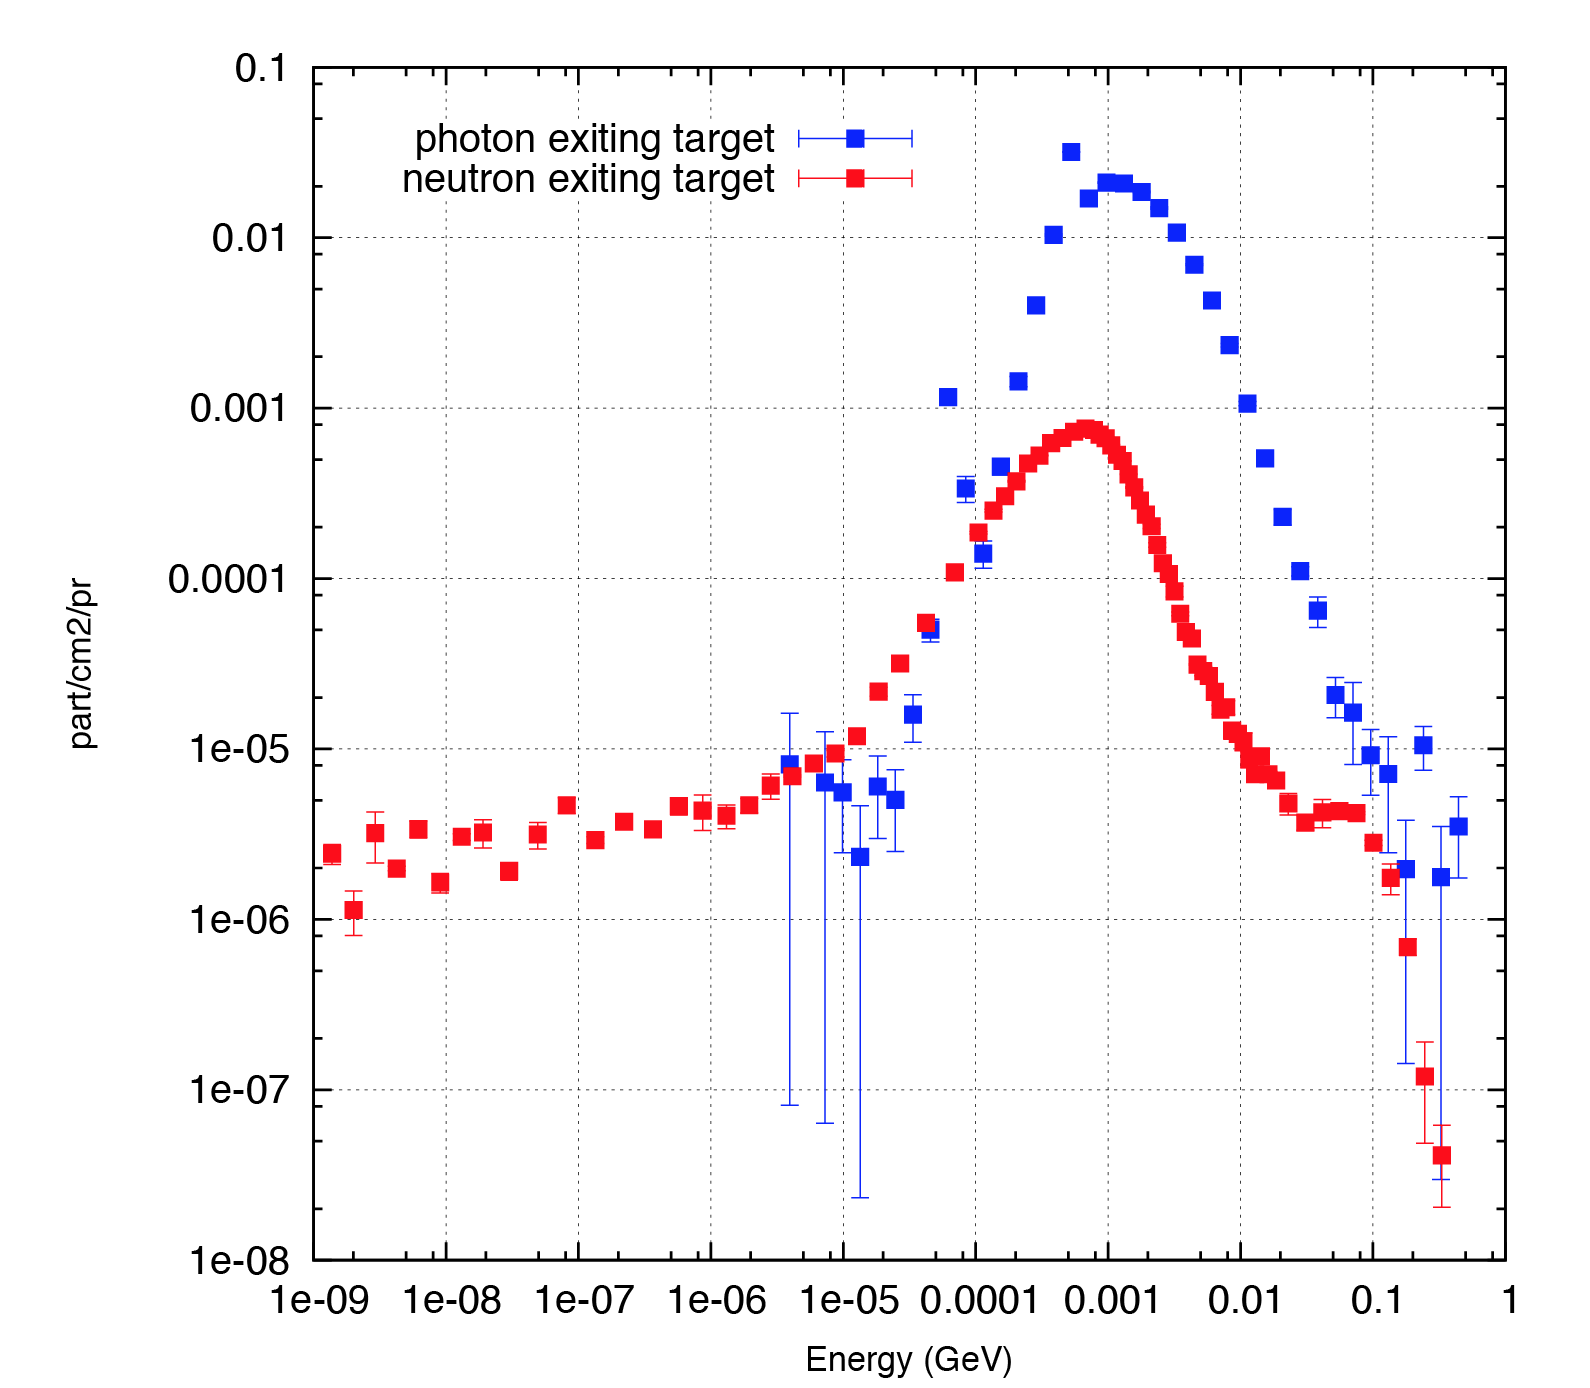 0.1
photon exiting target
neutron exiting target
0.01
0.001
0.0001
part/cm2/pr
1e-05
1e-06
1e-07
1e-08
1e-09 1e-08 1e-07 1e-06 1e-05 0.0001 0.001 0.01 0.1 1
Energy (GeV)